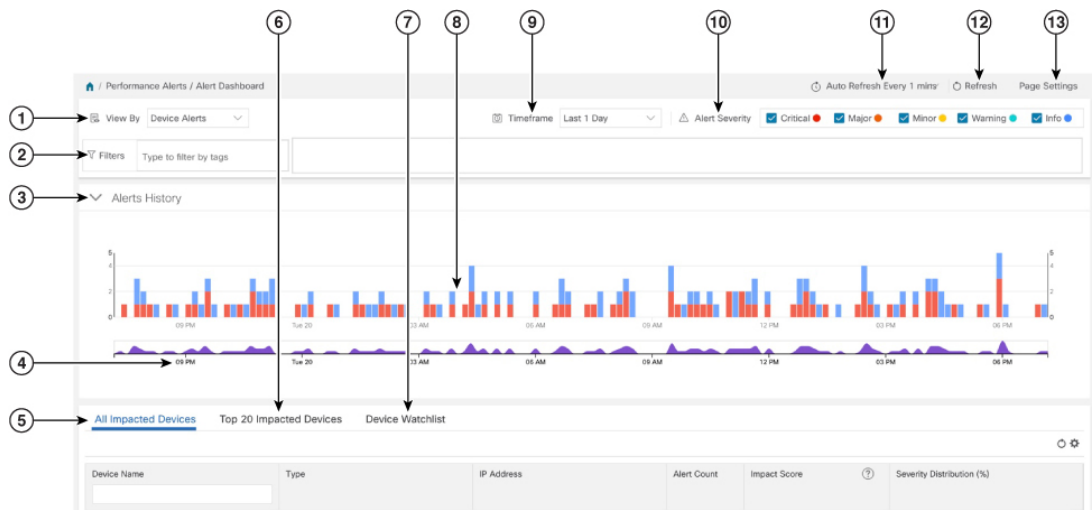 6 7 8 9 10 11 12 13
/ Performance Alerts / Alert Dashboard Auto Refresh Every 1 mins Refresh Page Settings
1 View By Device Alerts Timeframe Last 1 Day Alert Severity Critical Major Minor Warning Info
2 Filters Type to filter by tags
3 Alerts History
5 5
4 4
2 2
0 0
09 PM Tue 20 03 AM 06 AM 09 AM 12 PM 03 PM 06 PM
4 09 PM Tue 20 03 AM 06 AM 09 AM 12 PM 03 PM 06 PM
5 All Impacted Devices Top 20 Impacted Devices Device Watchlist
Device Name Type IP Address Alert Count Impact Score ? Severity Distribution (%)